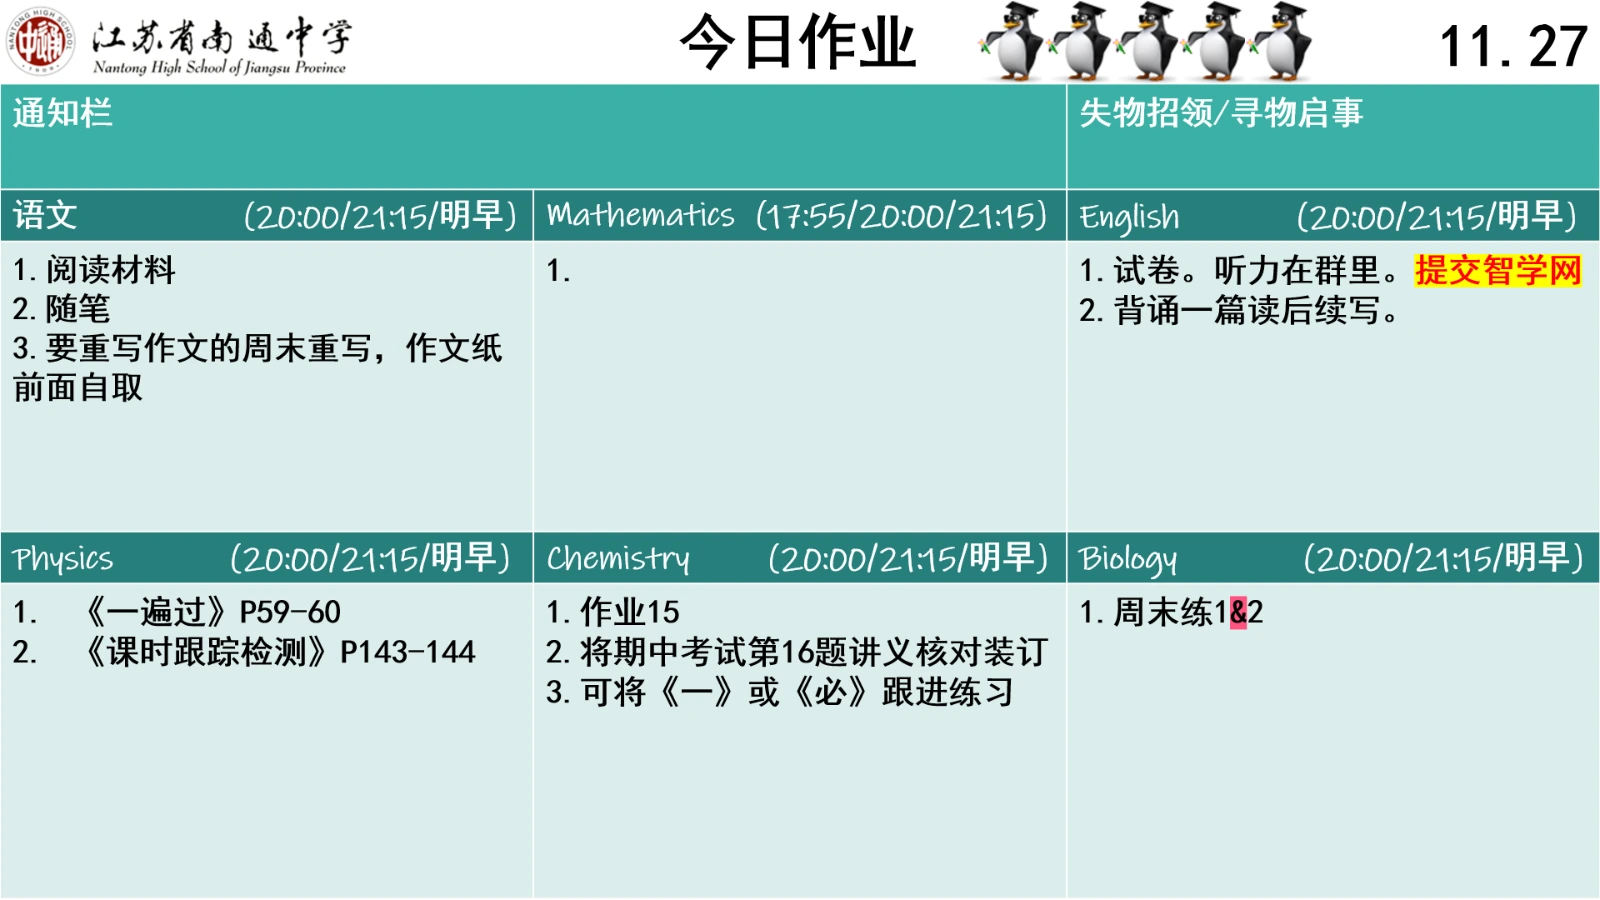 NANTONG HIGH SCHOOL
江苏省南通中学
Nantong High School of Jiangsu Province
今日作业
11.27
通知栏
失物招领/寻物启事
语文 (20:00/21:15/明早)
Mathematics (17:55/20:00/21:15)
English (20:00/21:15/明早)
1.阅读材料
2.随笔
3.要重写作文的周末重写，作文纸
前面自取
1.
1.试卷。听力在群里。提交智学网
2.背诵一篇读后续写。
Physics (20:00/21:15/明早)
Chemistry (20:00/21:15/明早)
Biology (20:00/21:15/明早)
1. 《一遍过》P59-60
2. 《课时跟踪检测》P143-144
1.作业15
2.将期中考试第16题讲义核对装订
3.可将《一》或《必》跟进练习
1.周末练1&2